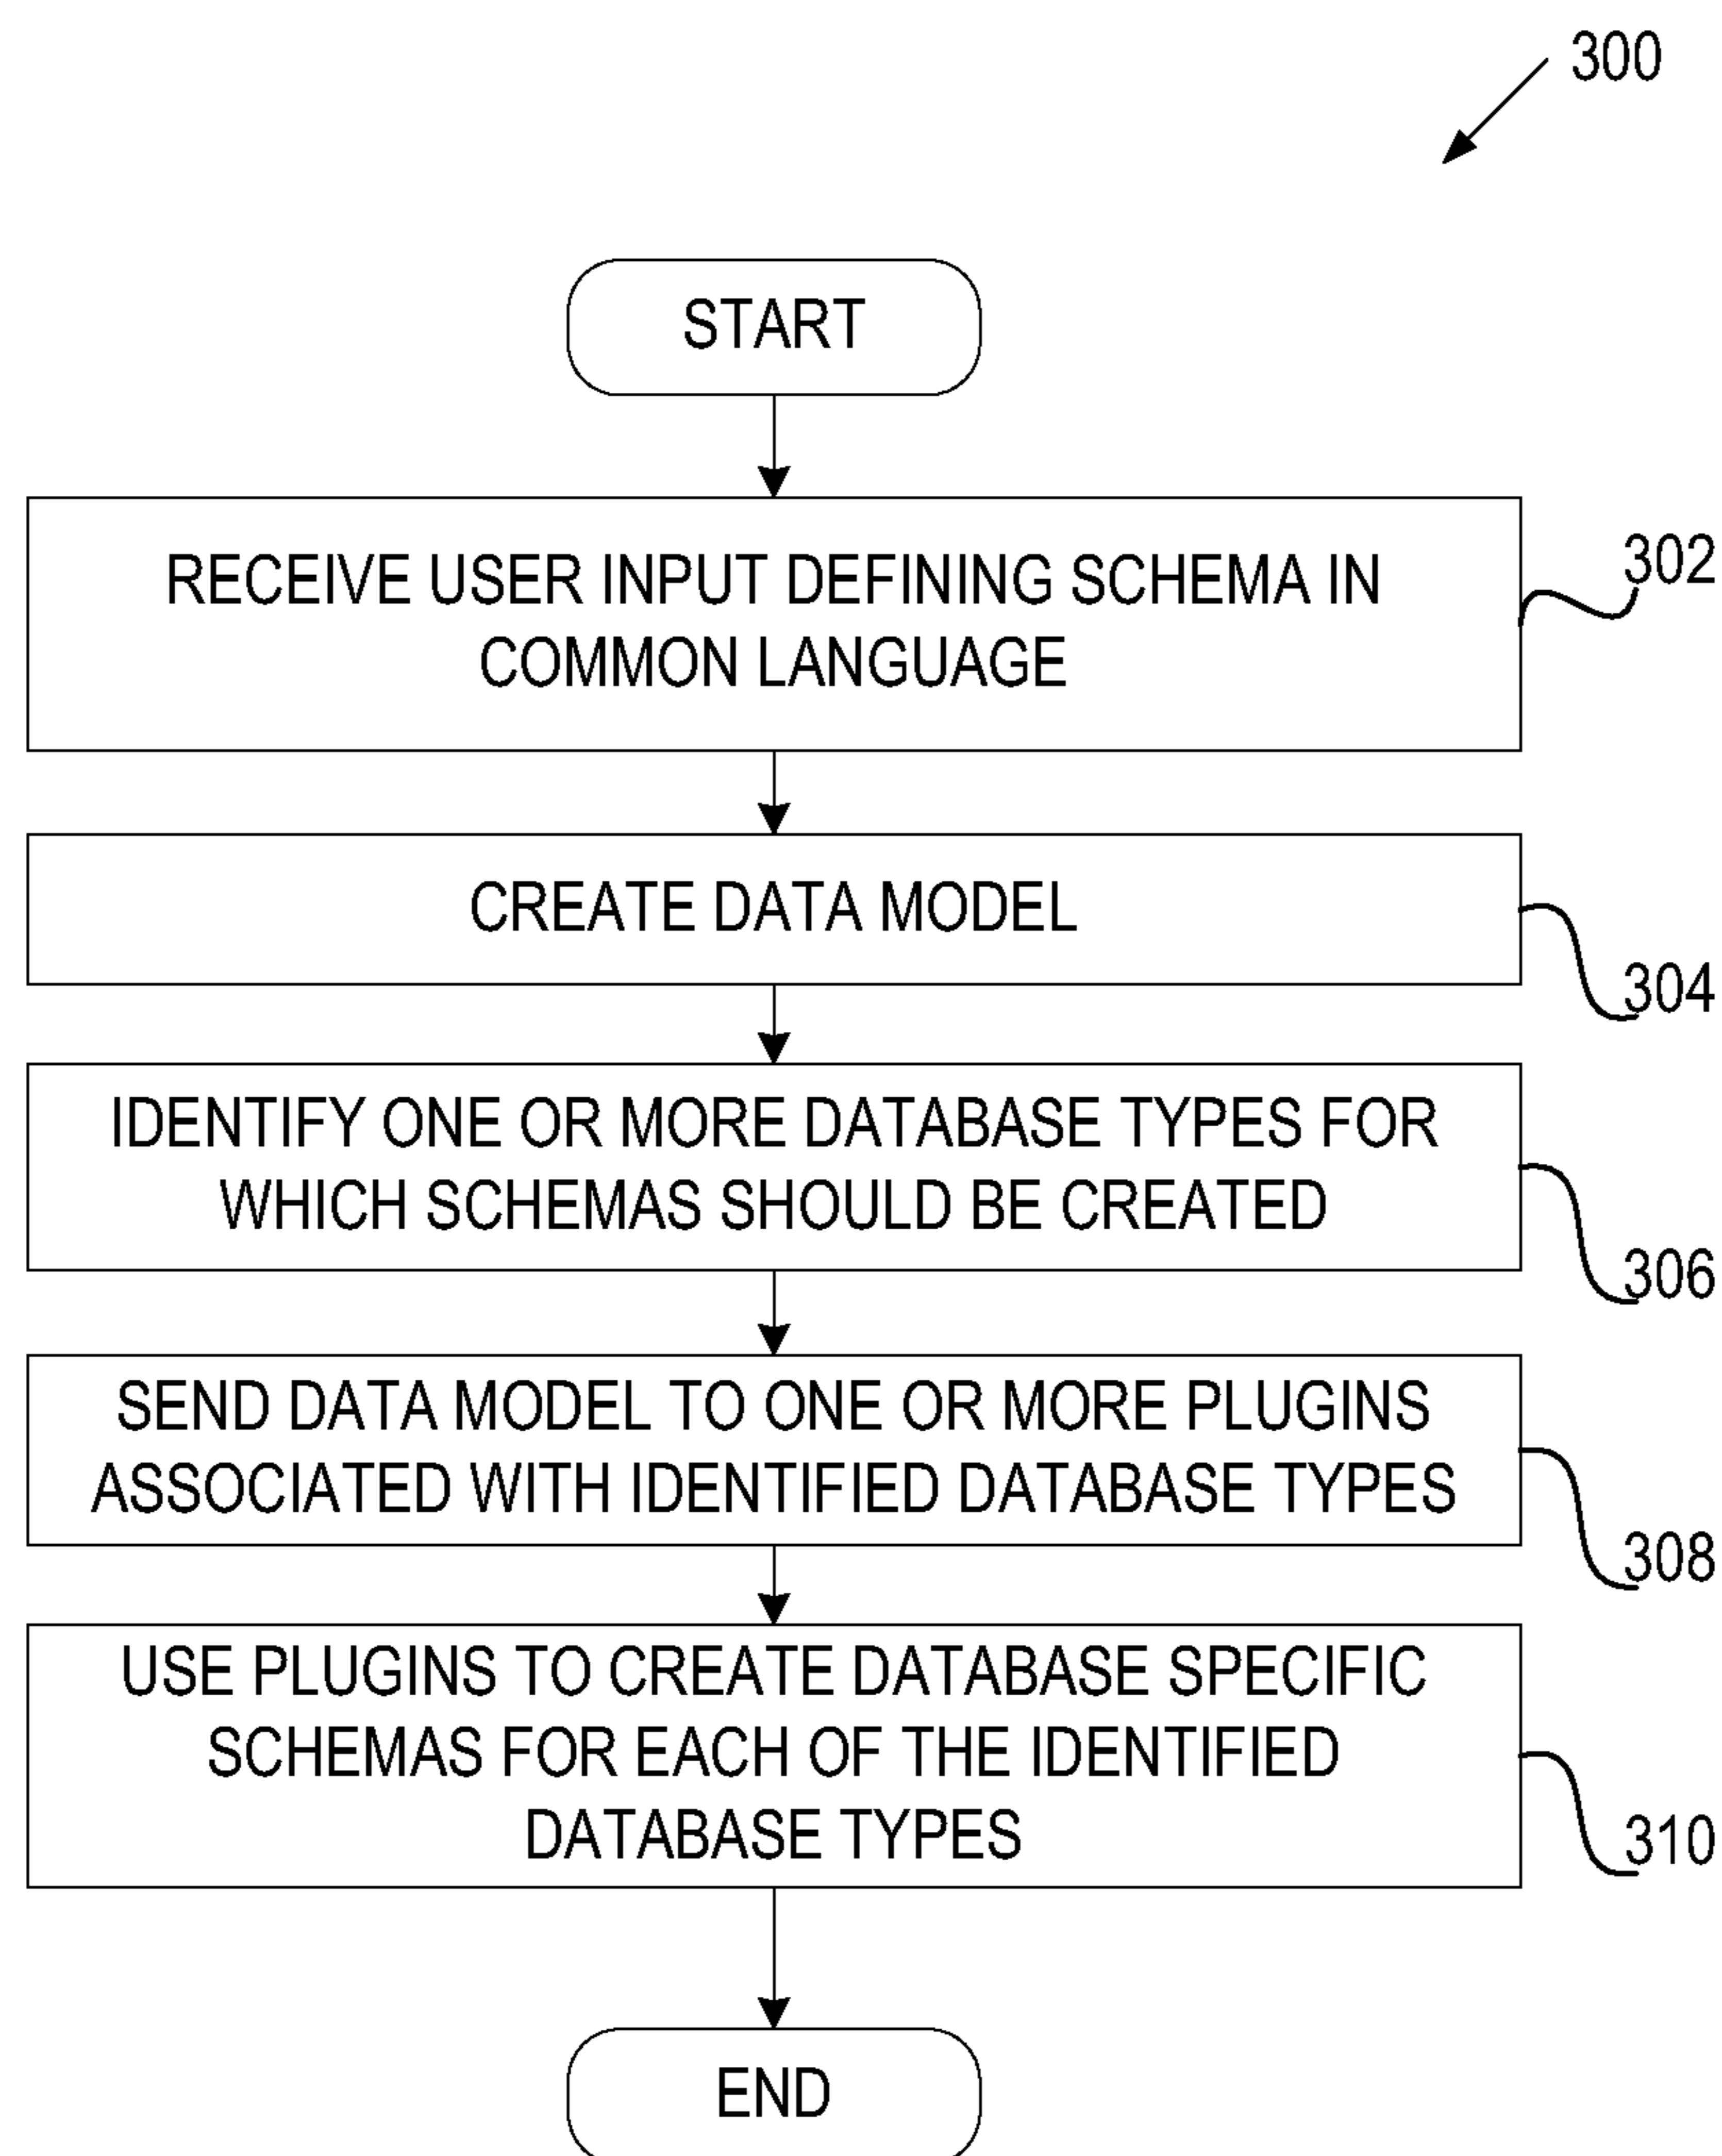 300
START
RECEIVE USER INPUT DEFINING SCHEMA IN
COMMON LANGUAGE
302
CREATE DATA MODEL
304
IDENTIFY ONE OR MORE DATABASE TYPES FOR
WHICH SCHEMAS SHOULD BE CREATED
306
SEND DATA MODEL TO ONE OR MORE PLUGINS
ASSOCIATED WITH IDENTIFIED DATABASE TYPES
308
USE PLUGINS TO CREATE DATABASE SPECIFIC
SCHEMAS FOR EACH OF THE IDENTIFIED
DATABASE TYPES
310
END